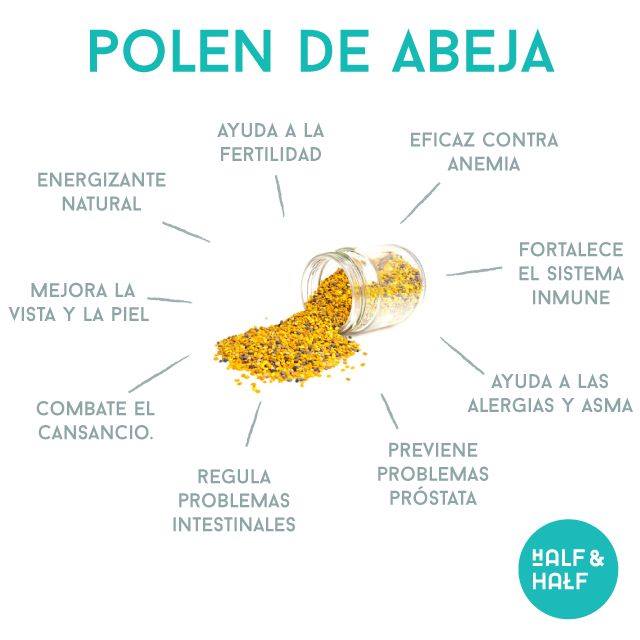 POLEN DE ABEJA
AYUDA A LA
FERTILIDAD
EFICAZ CONTRA
ANEMIA
ENERGIZANTE
NATURAL
FORTALECE
EL SISTEMA
INMUNE
MEJORA LA
VISTA Y LA PIEL
AYUDA A LAS
ALERGIAS Y ASMA
COMBATE EL
CANSANCIO.
PREVIENE
PROBLEMAS
PRÓSTATA
REGULA
PROBLEMAS
INTESTINALES
HALF &
HALF